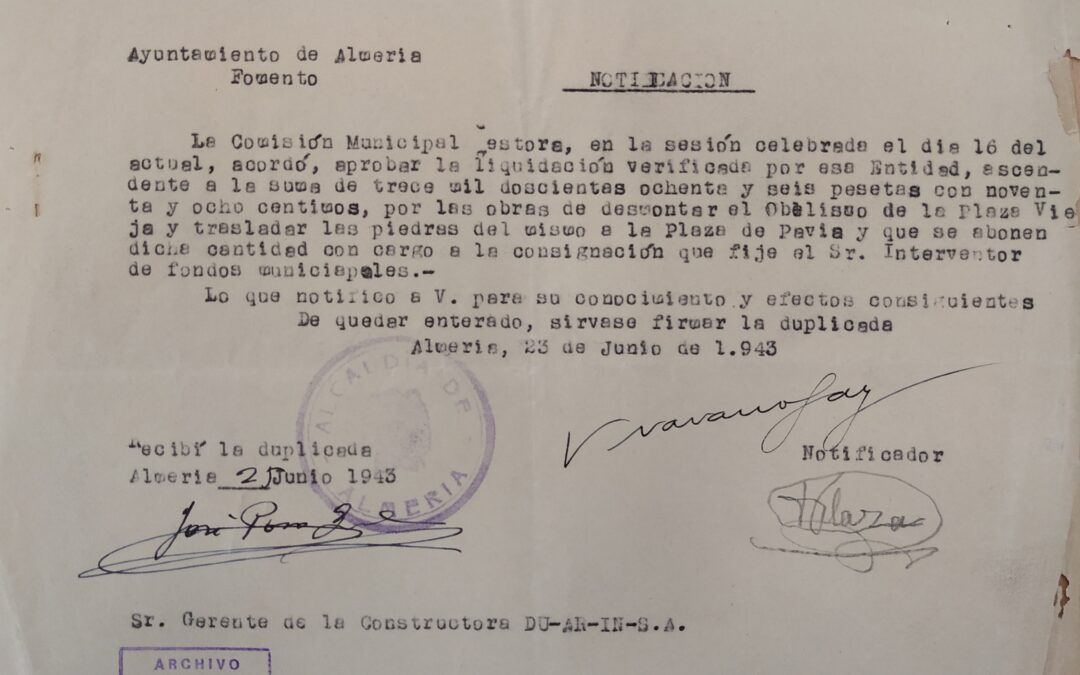 Ayuntamiento de Almeria
Fomento
NOTIFICACION
La Comisión Municipal Gestora, en la sesión celebrada el dia 16 del
actual, acordó, aprobar la liquidación verificada por esa Entidad, ascen-
dente a la suma de trece mil doscientas ochenta y seis pesetas con noven-
ta y ocho centimos, por las obras de desmontar el Obelismo de la Plaza Vie
ja y trasladar las piedras del mismo a la Plaza de Pavia y que se abonen
dicha cantidad con cargo a la consignación que fije el Sr. Interventor
de fondos municiapales.-
Lo que notifico a V. para su conocimiento y efectos consiguientes
De quedar enterado, sirvase firmar la duplicada
Almeria, 23 de Junio de 1.943
ALCALDIA DE
ALMERIA
Recibí la duplicada
Almeria 25 Junio 1943
Notificador
José
Sr. Gerente de la Constructora DU-AR-IN-S.A.
ARCHIVO